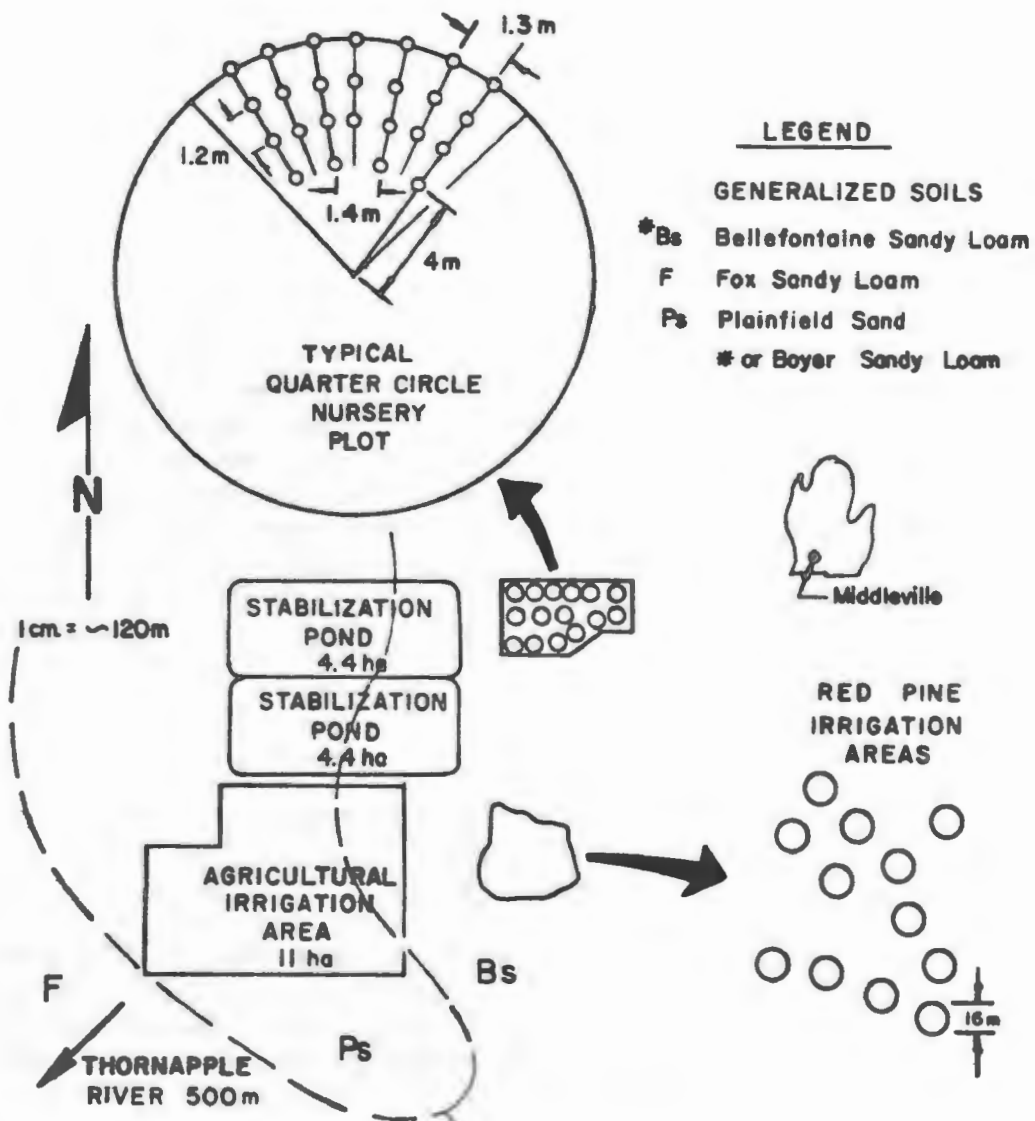 1.3m
1.2m
1.4m
4m
TYPICAL
QUARTER CIRCLE
NURSERY
PLOT
LEGEND
GENERALIZED SOILS
*Bs Bellefontaine Sandy Loam
F Fox Sandy Loam
Ps Plainfield Sand
* or Boyer Sandy Loam
N
1cm = ~120m
Middleville
STABILIZATION
POND
4.4 ha
STABILIZATION
POND
4.4 ha
RED PINE
IRRIGATION
AREAS
AGRICULTURAL
IRRIGATION
AREA
11 ha
F
Bs
Ps
16m
THORNAPPLE
RIVER 500m